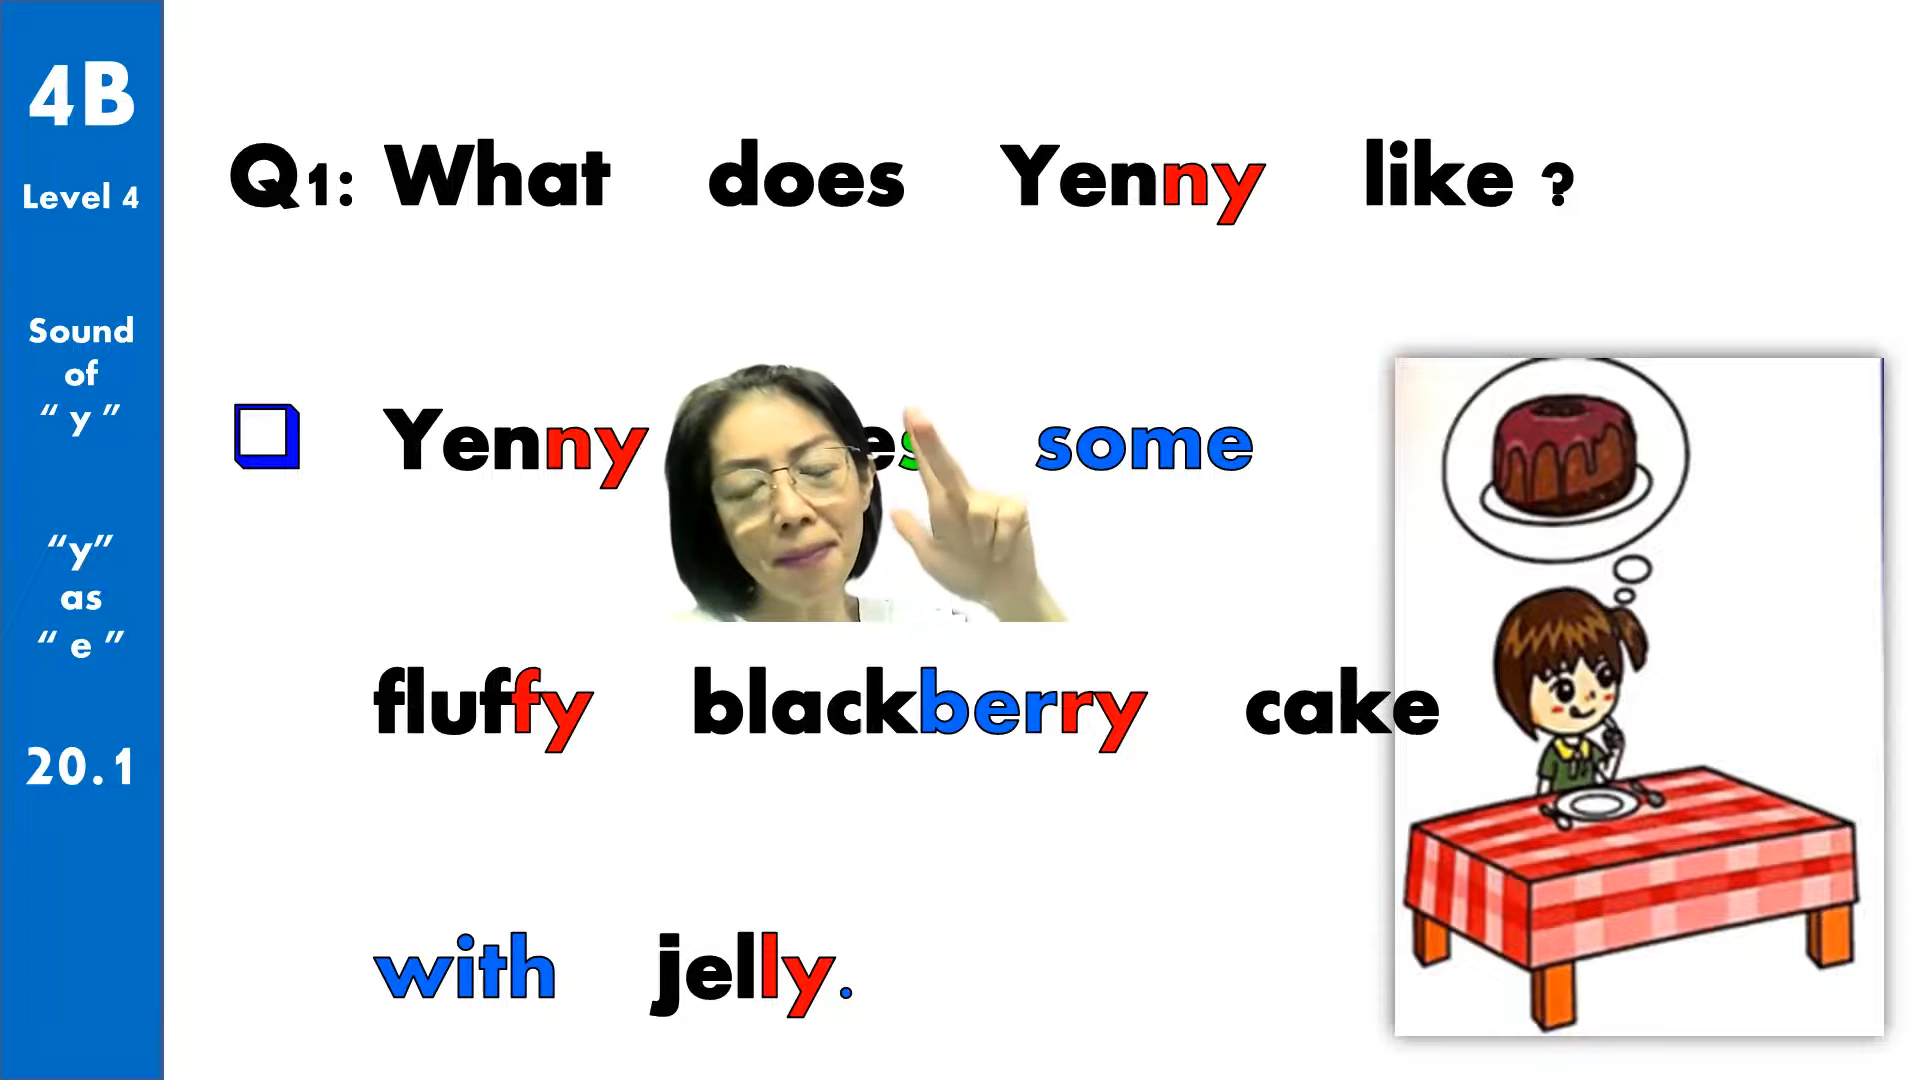 4B
Level 4
Sound
of
“ y ”
“y”
as
“ e ”
20.1
Q1: What does Yenny like ?
Yenny some
fluffy blackberry cake
with jelly.